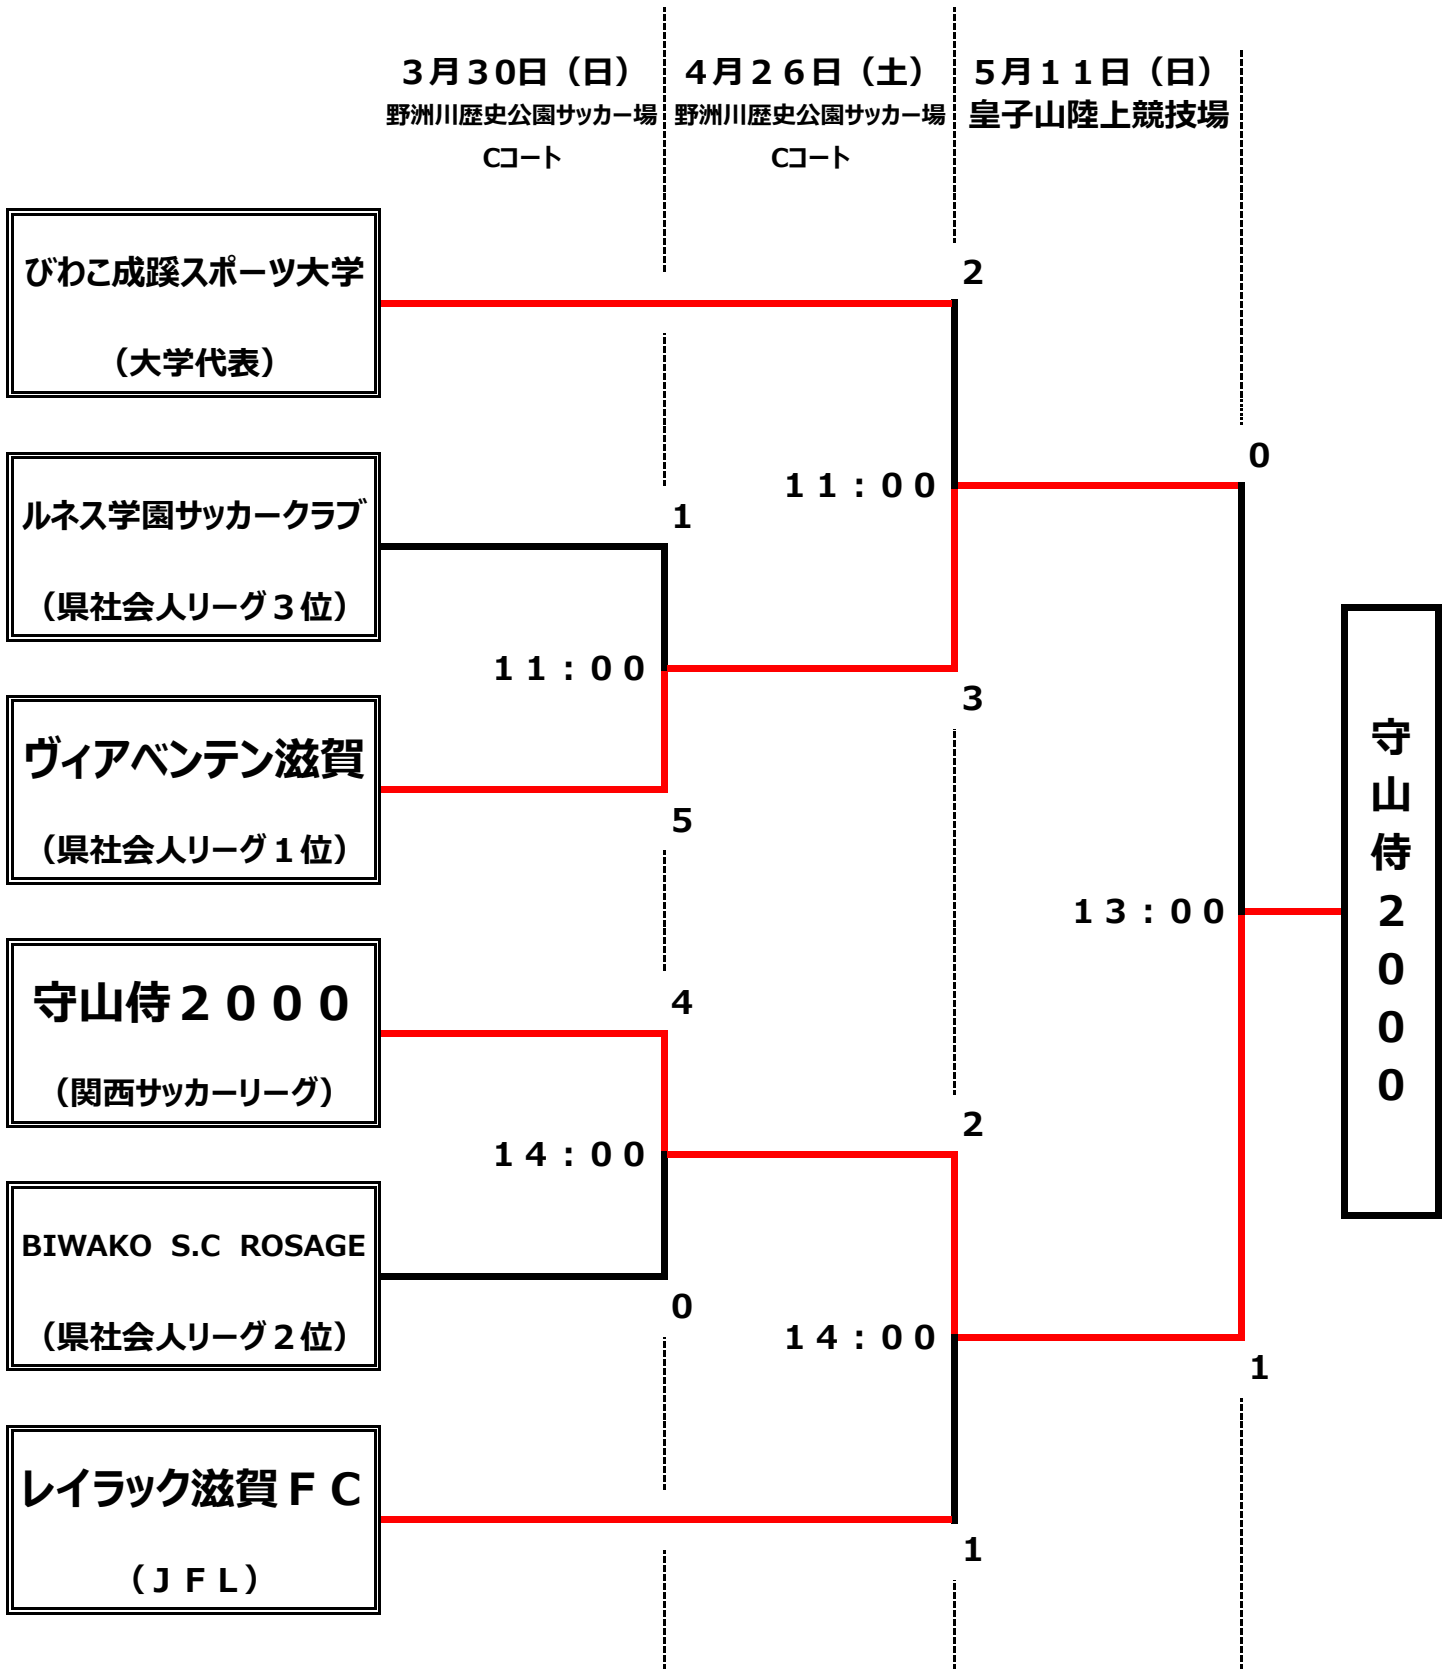 ３月３0日（日）
野洲川歴史公園サッカー場
Cコート
４月２６日（土）
野洲川歴史公園サッカー場
Cコート
５月１１日（日）
皇子山陸上競技場
びわこ成蹊スポーツ大学
（大学代表）
2
ルネス学園サッカークラブ
（県社会人リーグ３位）
1
１１：００
0
１１：００
3
ヴィアベンテン滋賀
（県社会人リーグ１位）
5
守山侍２０００
（関西サッカーリーグ）
4
１３：００
守山侍２０００
１４：００
2
BIWAKO S.C ROSAGE
（県社会人リーグ２位）
0
１４：００
1
レイラック滋賀ＦＣ
（ＪＦＬ）
1